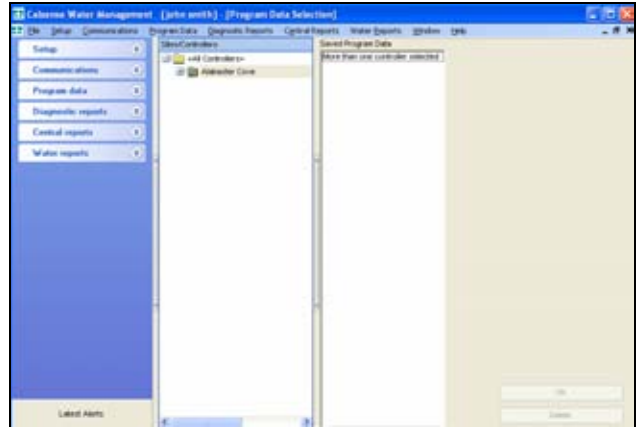 Calsense Water Management (john smith) - [Program Data Selection]
File Setup Communications Program Data Diagnostic Reports Central Reports Water Reports Window Help
Setup
Communications
Program data
Diagnostic reports
Central reports
Water reports
Latest Alerts
Sites/Controllers
<All Controllers>
Alabaster Cove
Saved Program Data
More than one controller selected
OK
Delete